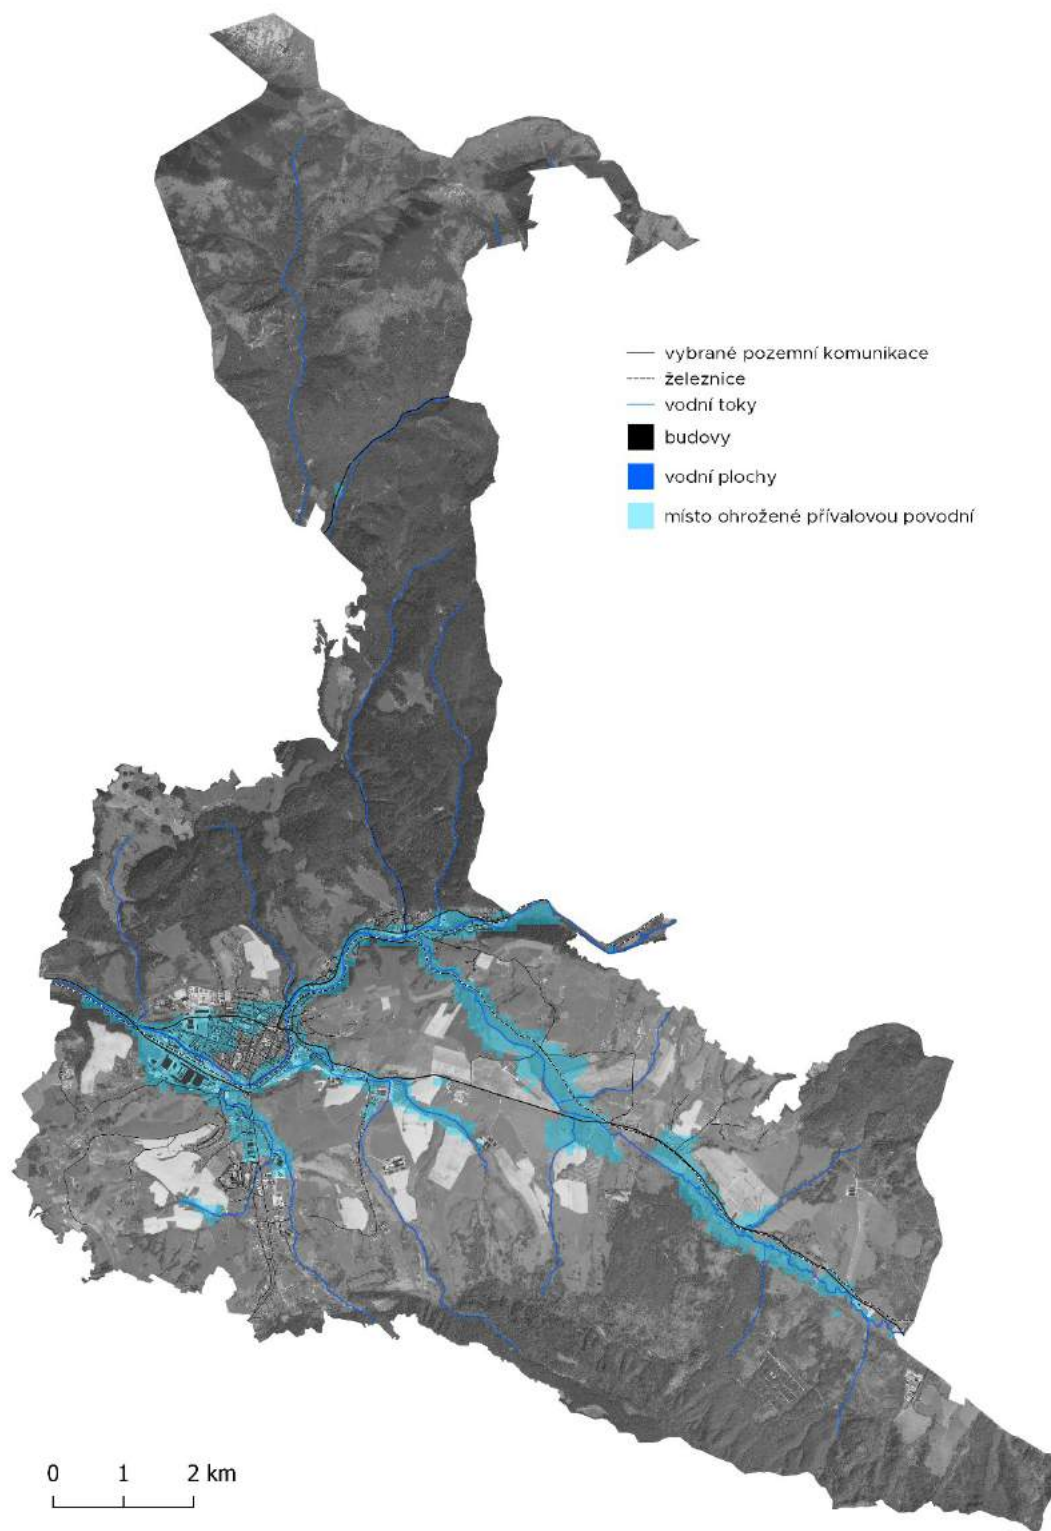 vybrané pozemní komunikace
železnice
vodní toky
budovy
vodní plochy
místo ohrožené přívalovou povodní
0 1 2 km